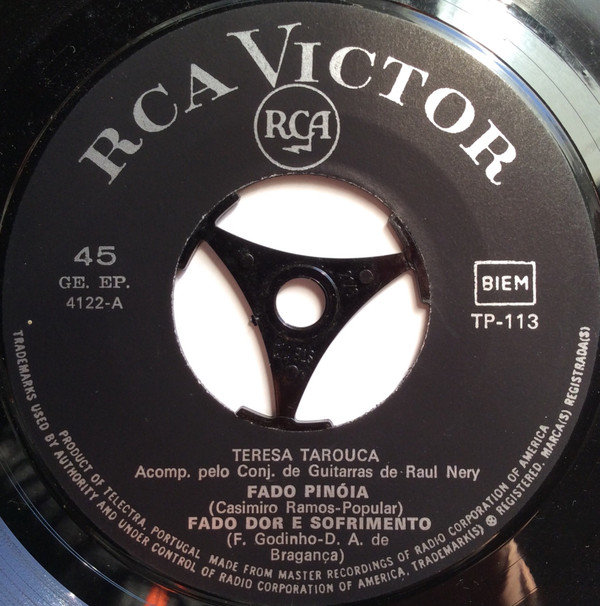 RCA VICTOR
RCA
45
GE. EP.
4122-A
BIEM
TP-113
TERESA TAROUCA
Acomp. pelo Conj. de Guitarras de Raul Nery
FADO PINÓIA
(Casimiro Ramos-Popular)
FADO DOR E SOFRIMENTO
(F. Godinho-D. A. de
Bragança)
PRODUCT OF TELECTRA, PORTUGAL MADE FROM MASTER RECORDINGS OF RADIO CORPORATION OF AMERICA
TRADEMARKS USED BY AUTHORITY AND UNDER CONTROL OF RADIO CORPORATION OF AMERICA, TRADEMARK(S) ® REGISTERED. MARCA(S) REGISTRADA(S)